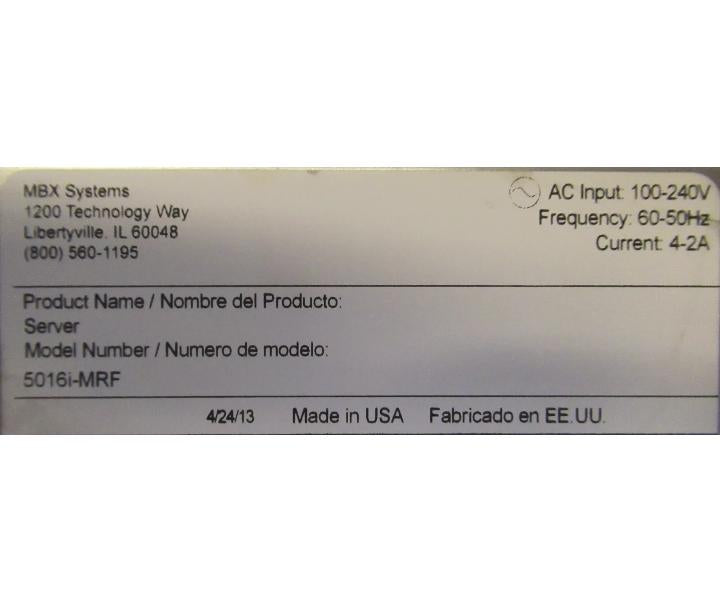 MBX Systems
1200 Technology Way
Libertyville. IL 60048
(800) 560-1195
AC Input: 100-240V
Frequency: 60-50Hz
Current: 4-2A
Product Name / Nombre del Producto:
Server
Model Number / Numero de modelo:
5016i-MRF
4/24/13 Made in USA Fabricado en EE.UU.